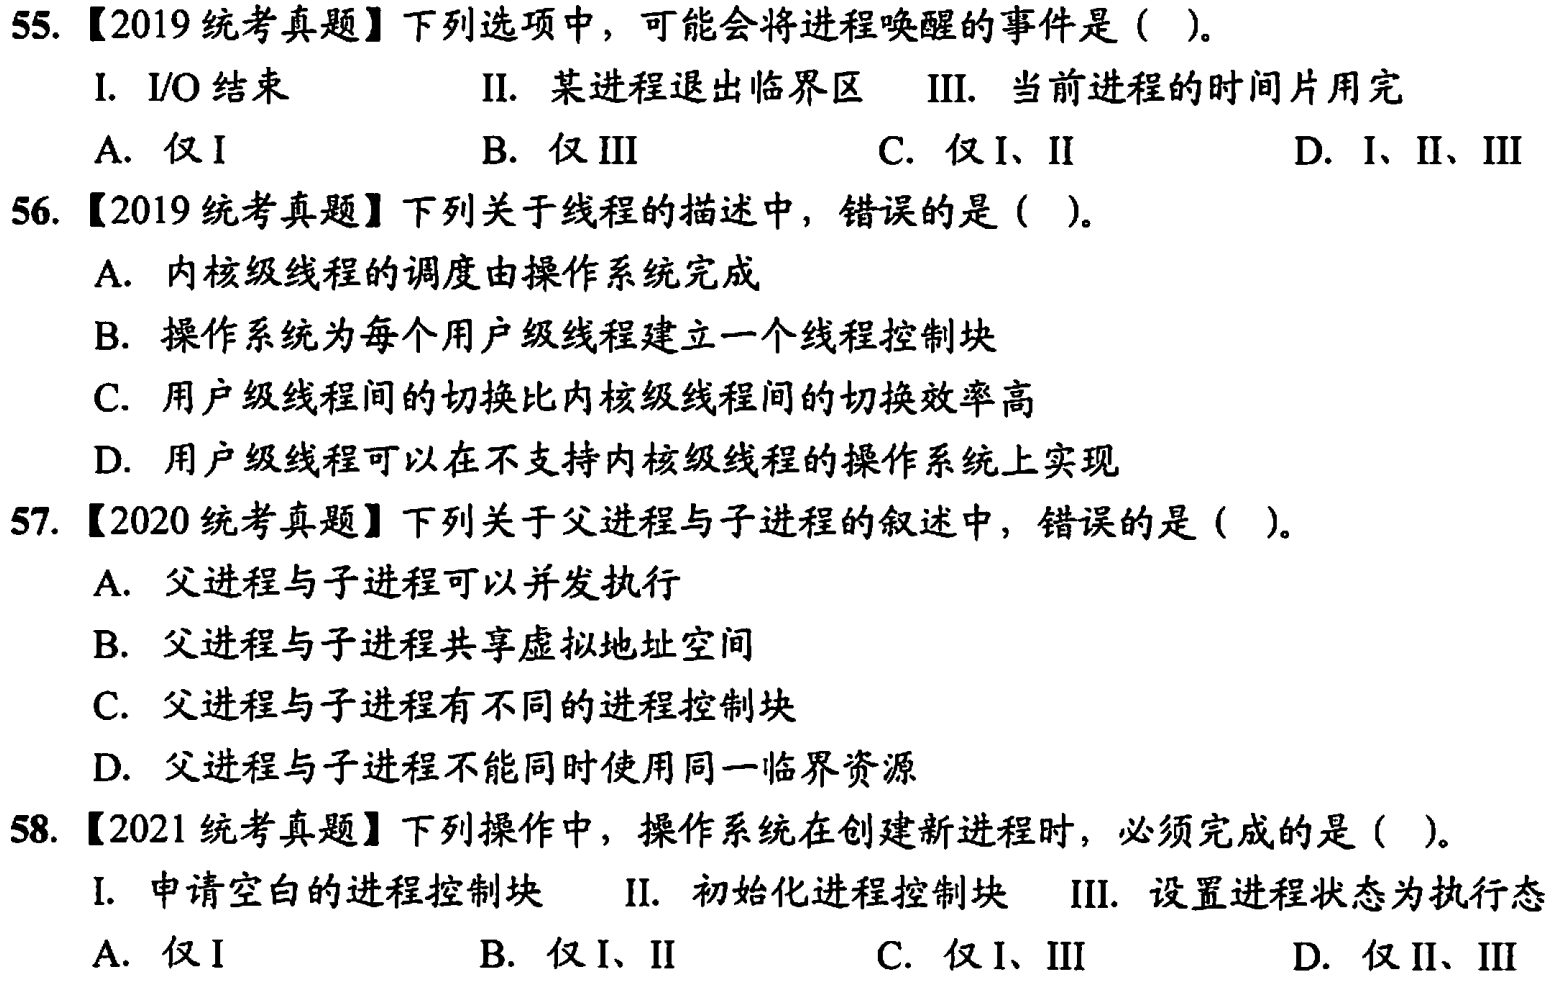 55.【2019 统考真题】下列选项中，可能会将进程唤醒的事件是（ ）。
I. I/O 结束 II. 某进程退出临界区 III. 当前进程的时间片用完
A. 仅 I B. 仅 III C. 仅 I、II D. I、II、III
56.【2019 统考真题】下列关于线程的描述中，错误的是（ ）。
A. 内核级线程的调度由操作系统完成
B. 操作系统为每个用户级线程建立一个线程控制块
C. 用户级线程间的切换比内核级线程间的切换效率高
D. 用户级线程可以在不支持内核级线程的操作系统上实现
57.【2020 统考真题】下列关于父进程与子进程的叙述中，错误的是（ ）。
A. 父进程与子进程可以并发执行
B. 父进程与子进程共享虚拟地址空间
C. 父进程与子进程有不同的进程控制块
D. 父进程与子进程不能同时使用同一临界资源
58.【2021 统考真题】下列操作中，操作系统在创建新进程时，必须完成的是（ ）。
I. 申请空白的进程控制块 II. 初始化进程控制块 III. 设置进程状态为执行态
A. 仅 I B. 仅 I、II C. 仅 I、III D. 仅 II、III